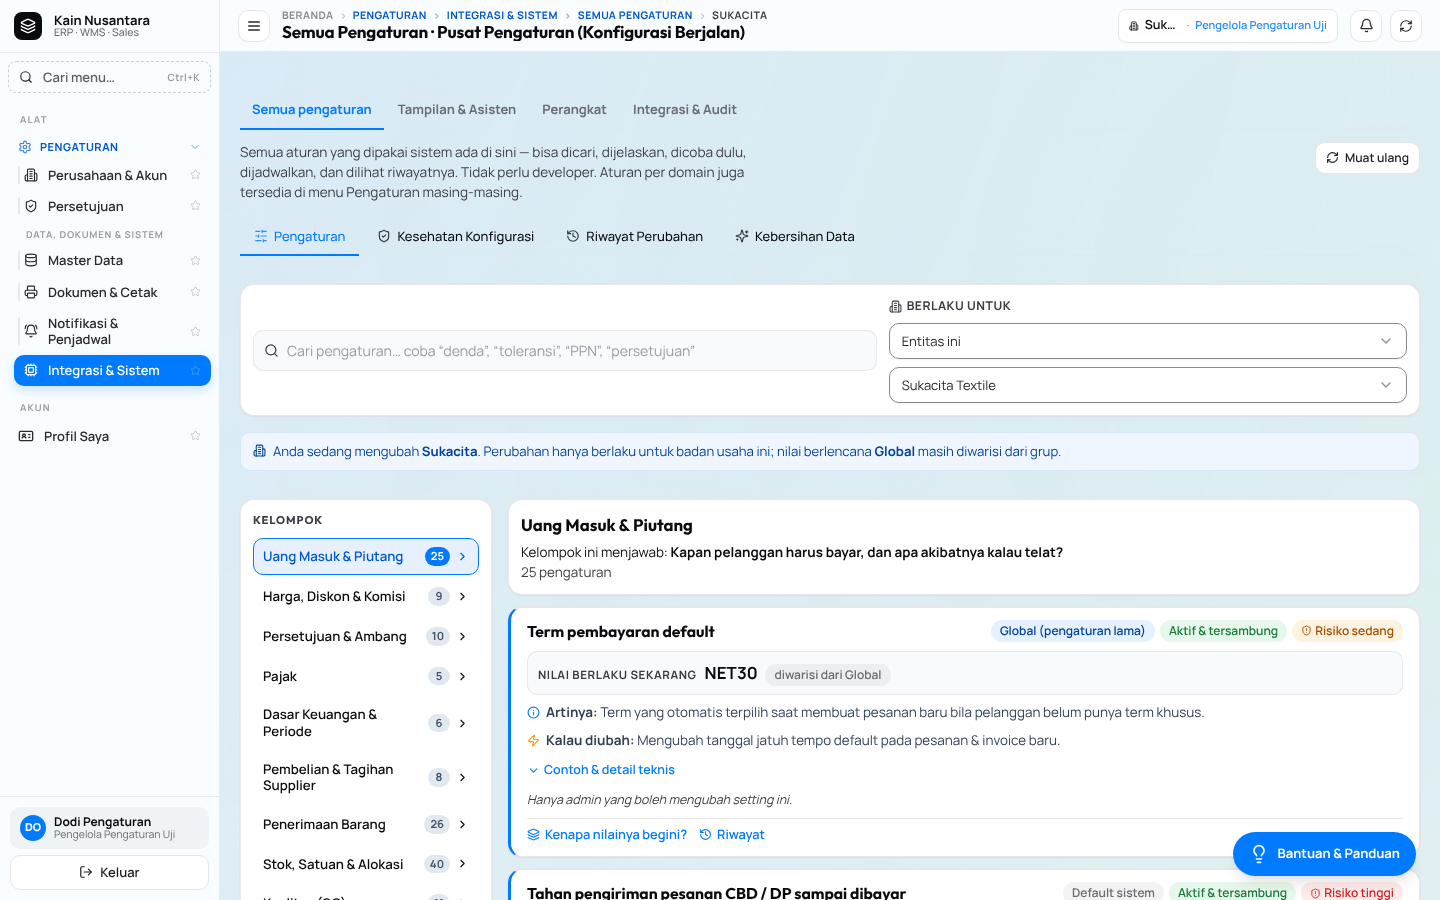 Kain Nusantara
ERP · WMS · Sales
Cari menu...
Ctrl+K
ALAT
PENGATURAN
Perusahaan & Akun
Persetujuan
DATA, DOKUMEN & SISTEM
Master Data
Dokumen & Cetak
Notifikasi &
Penjadwal
Integrasi & Sistem
AKUN
Profil Saya
DO
Dodi Pengaturan
Pengelola Pengaturan Uji
Keluar
BERANDA › PENGATURAN › INTEGRASI & SISTEM › SEMUA PENGATURAN › SUKACITA
Semua Pengaturan · Pusat Pengaturan (Konfigurasi Berjalan)
Suk... · Pengelola Pengaturan Uji
Semua pengaturan
Tampilan & Asisten
Perangkat
Integrasi & Audit
Semua aturan yang dipakai sistem ada di sini — bisa dicari, dijelaskan, dicoba dulu,
dijadwalkan, dan dilihat riwayatnya. Tidak perlu developer. Aturan per domain juga
tersedia di menu Pengaturan masing-masing.
Muat ulang
Pengaturan
Kesehatan Konfigurasi
Riwayat Perubahan
Kebersihan Data
Cari pengaturan... coba “denda”, “toleransi”, “PPN”, “persetujuan”
BERLAKU UNTUK
Entitas ini
Sukacita Textile
Anda sedang mengubah Sukacita. Perubahan hanya berlaku untuk badan usaha ini; nilai berlencana Global masih diwarisi dari grup.
KELOMPOK
Uang Masuk & Piutang 25
Harga, Diskon & Komisi 9
Persetujuan & Ambang 10
Pajak 5
Dasar Keuangan &
Periode 6
Pembelian & Tagihan
Supplier 8
Penerimaan Barang 26
Stok, Satuan & Alokasi 40
Uang Masuk & Piutang
Kelompok ini menjawab: Kapan pelanggan harus bayar, dan apa akibatnya kalau telat?
25 pengaturan
Term pembayaran default
Global (pengaturan lama)
Aktif & tersambung
Risiko sedang
NILAI BERLAKU SEKARANG NET30 diwarisi dari Global
Artinya: Term yang otomatis terpilih saat membuat pesanan baru bila pelanggan belum punya term khusus.
Kalau diubah: Mengubah tanggal jatuh tempo default pada pesanan & invoice baru.
Contoh & detail teknis
Hanya admin yang boleh mengubah setting ini.
Kenapa nilainya begini?
Riwayat
Bantuan & Panduan
Tahan pengiriman pesanan CBD / DP sampai dibayar
Default sistem
Aktif & tersambung
Risiko tinggi